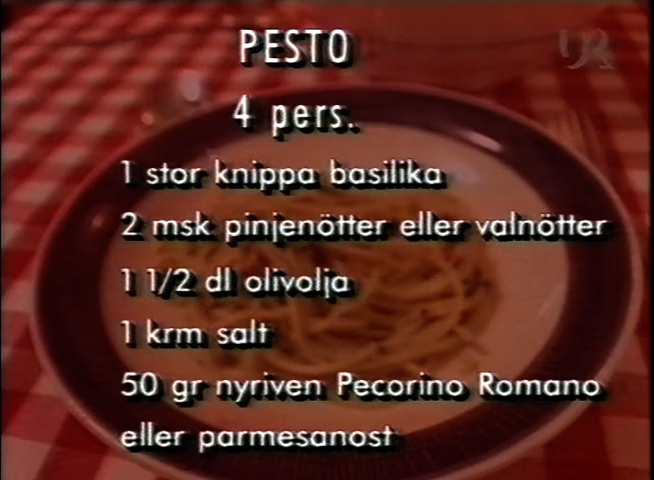 UR
PESTO
4 pers.
1 stor knippa basilika
2 msk pinjenötter eller valnötter
1 1/2 dl olivolja
1 krm salt
50 gr nyriven Pecorino Romano
eller parmesanost